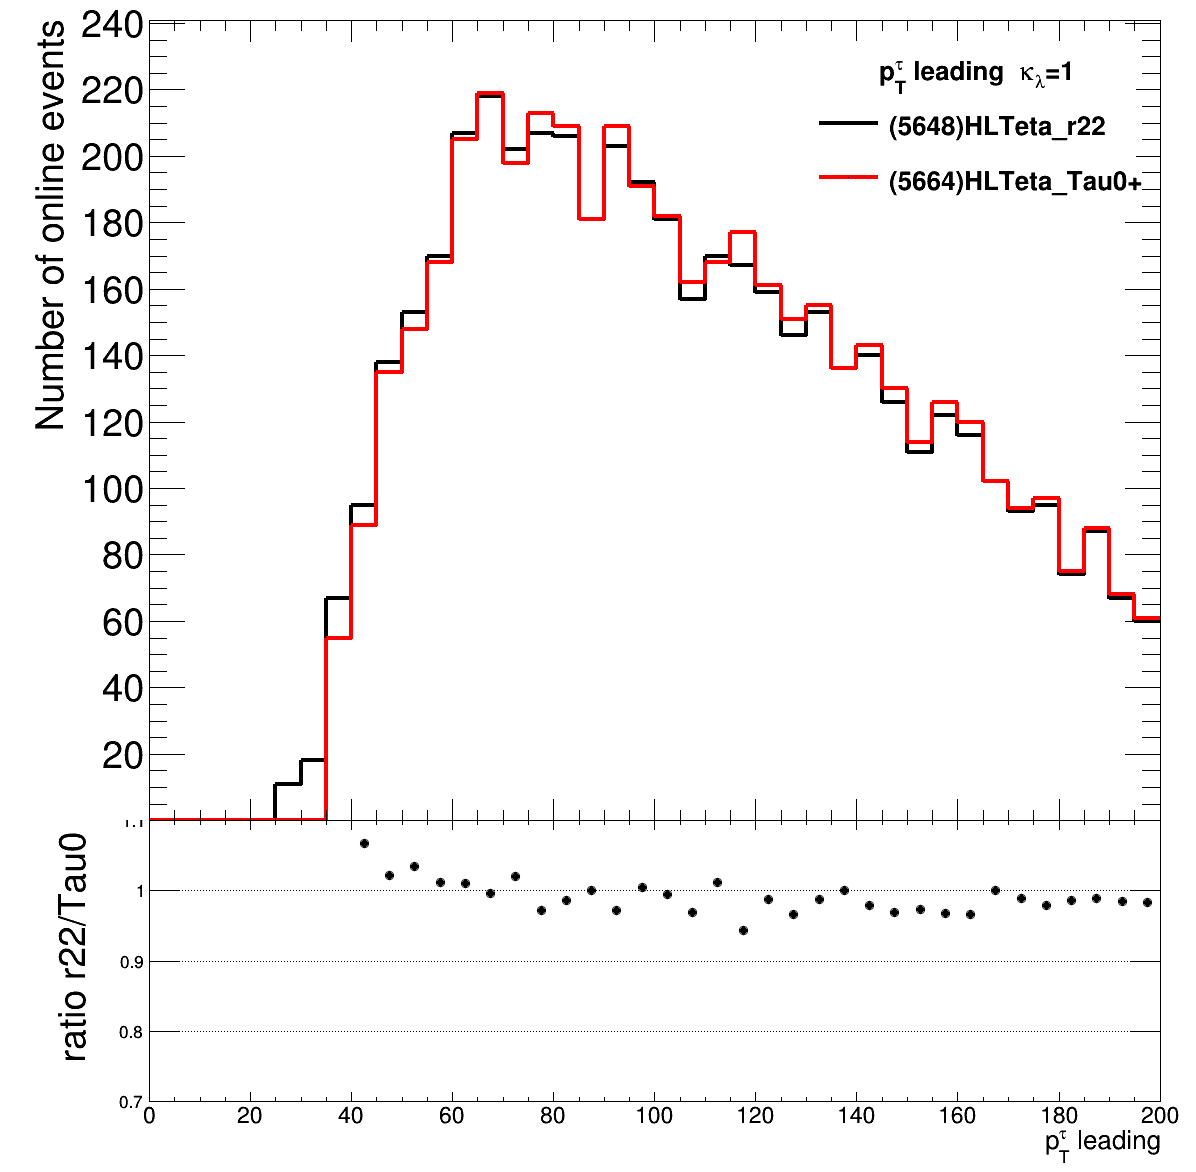 Number of online events
240
220
200
180
160
140
120
100
80
60
40
20
p_T^τ leading κ_λ=1
(5648)HLTeta_r22
(5664)HLTeta_Tau0+
ratio r22/Tau0
1.1
1
0.9
0.8
0.7
0 20 40 60 80 100 120 140 160 180 200
p_T^τ leading